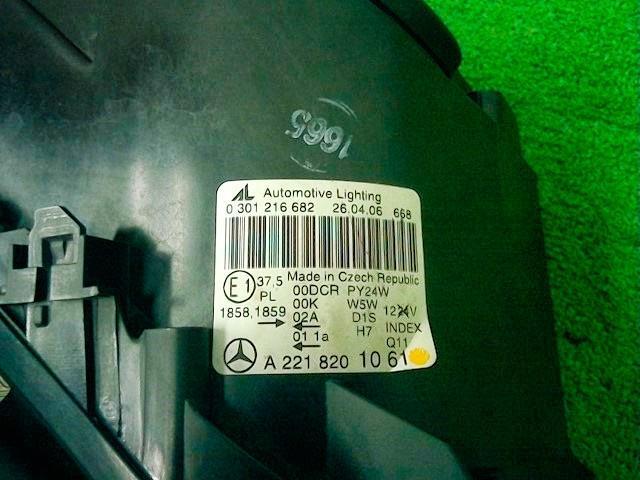 1665
AL Automotive Lighting
0 301 216 682 26.04.06 668
Made in Czech Republic
E1 37,5 00DCR PY24W
PL 00K W5W 1224V
1858,1859 02A D1S INDEX
01 1a H7 Q11
A 221 820 10 61